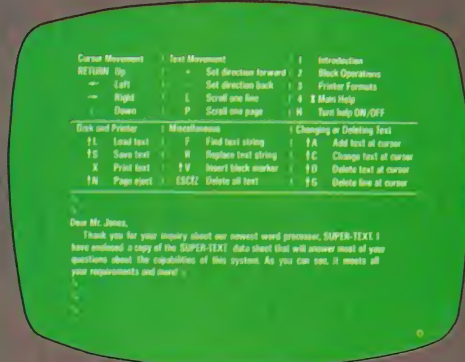 Cursor Movement Text Movement 1 Introduction
RETURN Up + Set direction forward 2 Block Operations
← Left - Set direction back 3 Printer Formats
→ Right L Scroll one line 4 X Main Help
Down P Scroll one page H Turn help ON/OFF
Disk and Printer Miscellaneous Changing or Deleting Text
↑L Load text F Find text string ↑A Add text at cursor
↑S Save text R Replace text string ↑C Change text at cursor
X Print text ↑V Insert block marker ↑D Delete text at cursor
↑N Page eject ESC Delete all text ↑G Delete line at cursor
Dear Mr. Jones,
Thank you for your inquiry about our newest word processor, SUPER-TEXT. I
have enclosed a copy of the SUPER-TEXT data sheet that will answer most of your
questions about the capabilities of this system. As you can see, it meets all
your requirements and more!